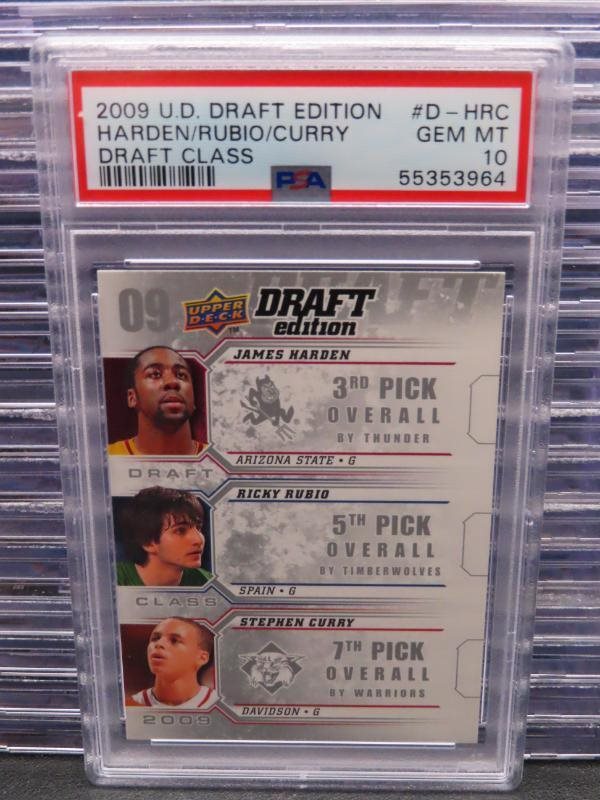 2009 U.D. DRAFT EDITION #D-HRC
HARDEN/RUBIO/CURRY GEM MT
DRAFT CLASS 10
PSA 55353964
DRAFT
09 UPPER DECK TM DRAFT
edition
JAMES HARDEN
3RD PICK
OVERALL
BY THUNDER
ARIZONA STATE • G
DRAFT
RICKY RUBIO
5TH PICK
OVERALL
BY TIMBERWOLVES
SPAIN • G
CLASS
STEPHEN CURRY
7TH PICK
OVERALL
BY WARRIORS
DAVIDSON • G
2009